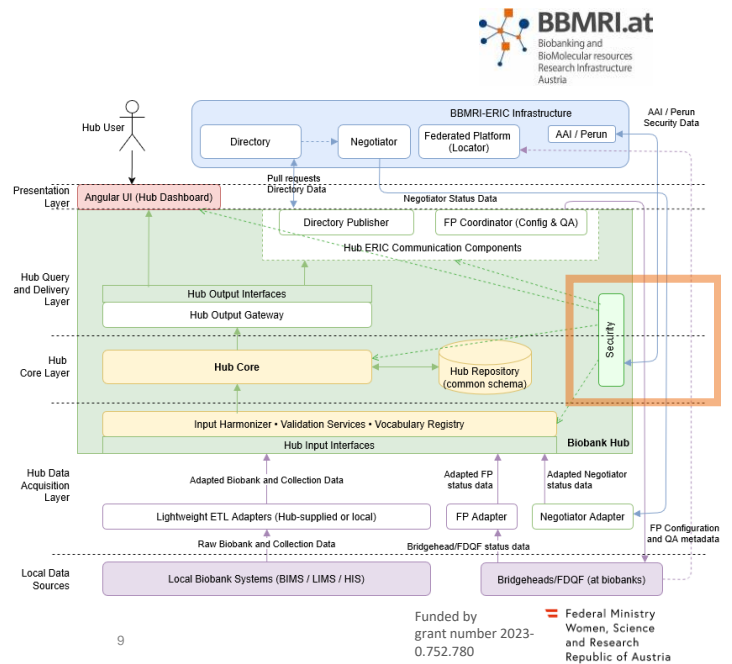 BBMRI.at
Biobanking and
BioMolecular resources
Research Infrastructure
Austria
Hub User
BBMRI-ERIC Infrastructure
Directory
Negotiator
Federated Platform
(Locator)
AAI / Perun
AAI / Perun
Security Data
Pull requests
Directory Data
Negotiator Status Data
Presentation
Layer
Angular UI (Hub Dashboard)
Directory Publisher
FP Coordinator (Config & QA)
Hub ERIC Communication Components
Hub Query
and Delivery
Layer
Hub Output Interfaces
Hub Output Gateway
Security
Hub
Core Layer
Hub Core
Hub Repository
(common schema)
Input Harmonizer • Validation Services • Vocabulary Registry
Hub Input Interfaces
Biobank Hub
Hub Data
Acquisition
Layer
Adapted Biobank and Collection Data
Adapted FP
status data
Adapted Negotiator
status data
Lightweight ETL Adapters (Hub-supplied or local)
FP Adapter
Negotiator Adapter
FP Configuration
and QA metadata
Raw Biobank and Collection Data
Bridgehead/FDQF status data
Local Data
Sources
Local Biobank Systems (BIMS / LIMS / HIS)
Bridgeheads/FDQF (at biobanks)
9
Funded by
grant number 2023-
0.752.780
Federal Ministry
Women, Science
and Research
Republic of Austria